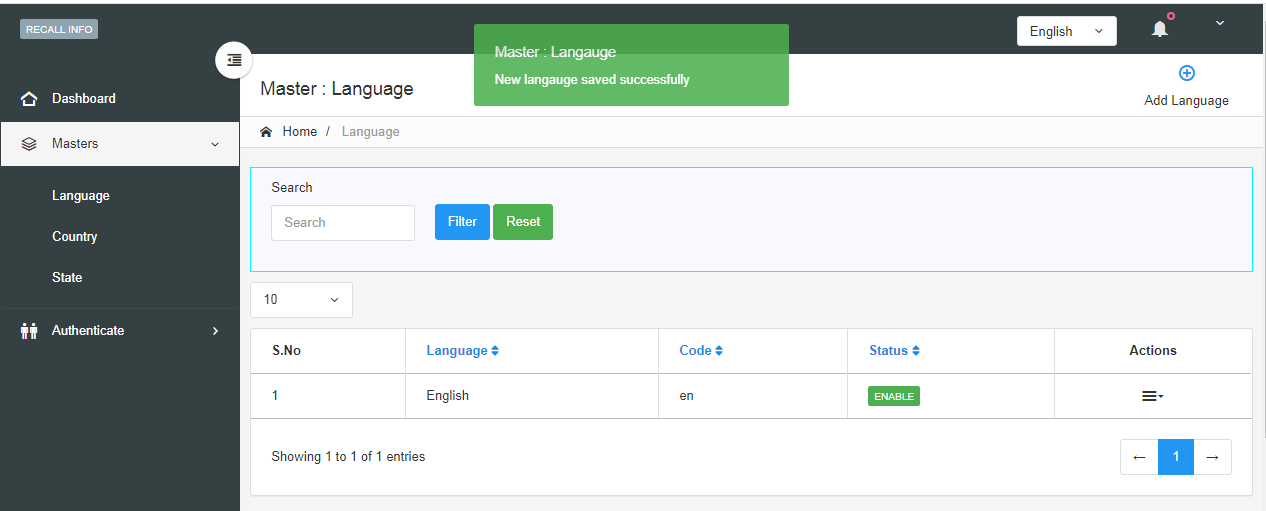 RECALL INFO
Master : Langauge
New langauge saved successfully
English
Dashboard
Masters
Language
Country
State
Authenticate
Master : Language
Add Language
Home / Language
Search
Search
Filter
Reset
10
S.No Language Code Status Actions
1 English en ENABLE
Showing 1 to 1 of 1 entries
← 1 →